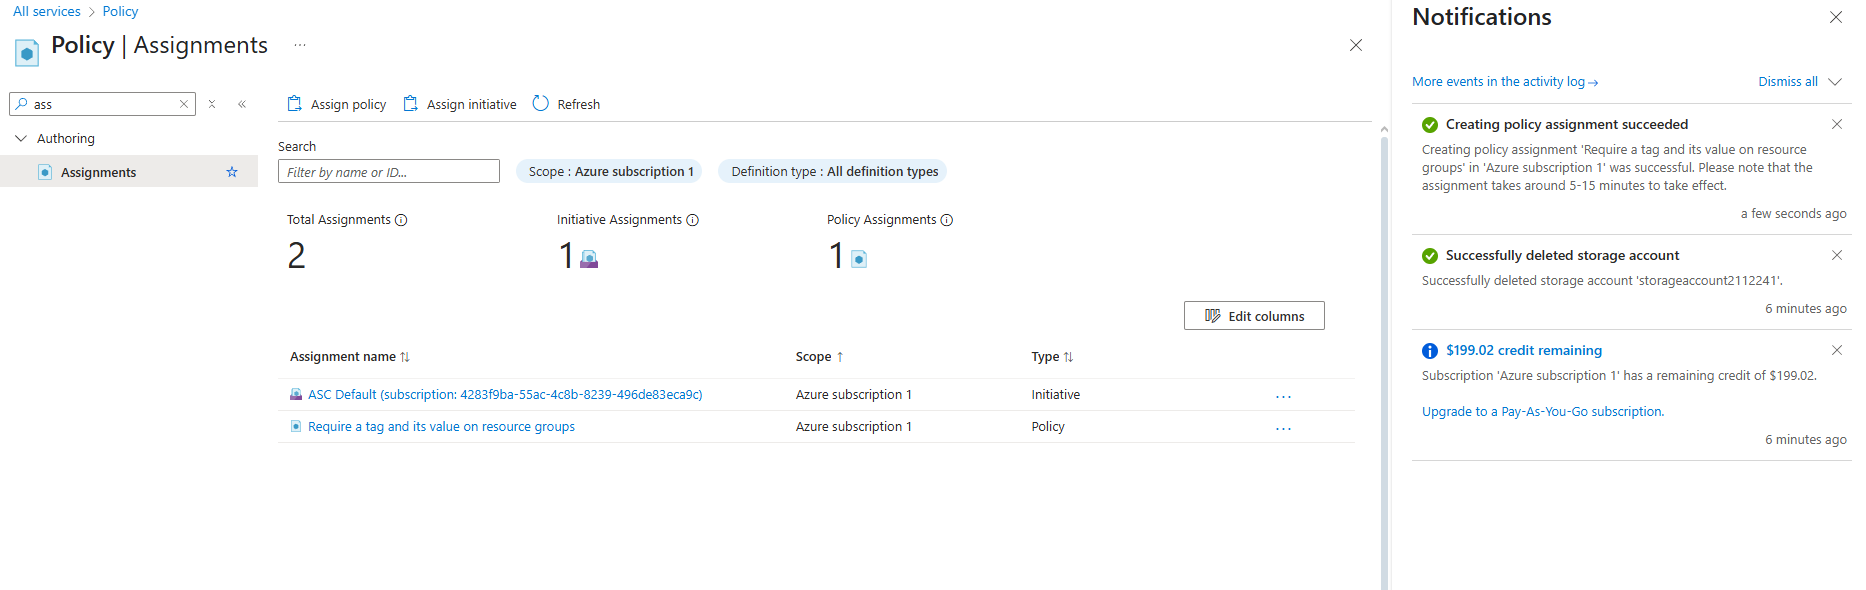 All services > Policy
Policy | Assignments ...
ass
Authoring
Assignments
Assign policy Assign initiative Refresh
Search
Filter by name or ID...
Scope : Azure subscription 1
Definition type : All definition types
Total Assignments
2
Initiative Assignments
1
Policy Assignments
1
Edit columns
Assignment name Scope Type
ASC Default (subscription: 4283f9ba-55ac-4c8b-8239-496de83eca9c) Azure subscription 1 Initiative ...
Require a tag and its value on resource groups Azure subscription 1 Policy ...
Notifications
More events in the activity log → Dismiss all
Creating policy assignment succeeded
Creating policy assignment 'Require a tag and its value on resource
groups' in 'Azure subscription 1' was successful. Please note that the
assignment takes around 5-15 minutes to take effect.
a few seconds ago
Successfully deleted storage account
Successfully deleted storage account 'storageaccount2112241'.
6 minutes ago
$199.02 credit remaining
Subscription 'Azure subscription 1' has a remaining credit of $199.02.
Upgrade to a Pay-As-You-Go subscription.
6 minutes ago